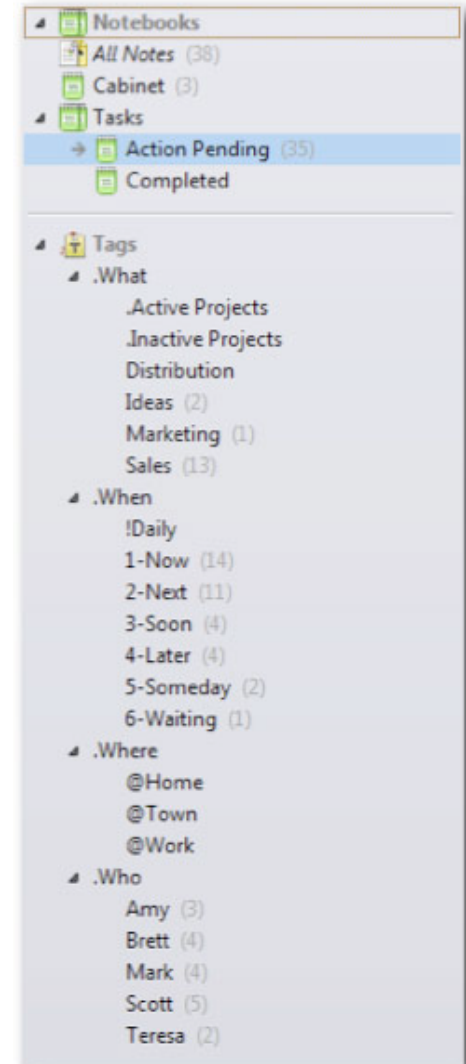 Notebooks
All Notes (38)
Cabinet (3)
Tasks
Action Pending (35)
Completed
Tags
.What
.Active Projects
.Inactive Projects
Distribution
Ideas (2)
Marketing (1)
Sales (13)
.When
!Daily
1-Now (14)
2-Next (11)
3-Soon (4)
4-Later (4)
5-Someday (2)
6-Waiting (1)
.Where
@Home
@Town
@Work
.Who
Amy (3)
Brett (4)
Mark (4)
Scott (5)
Teresa (2)